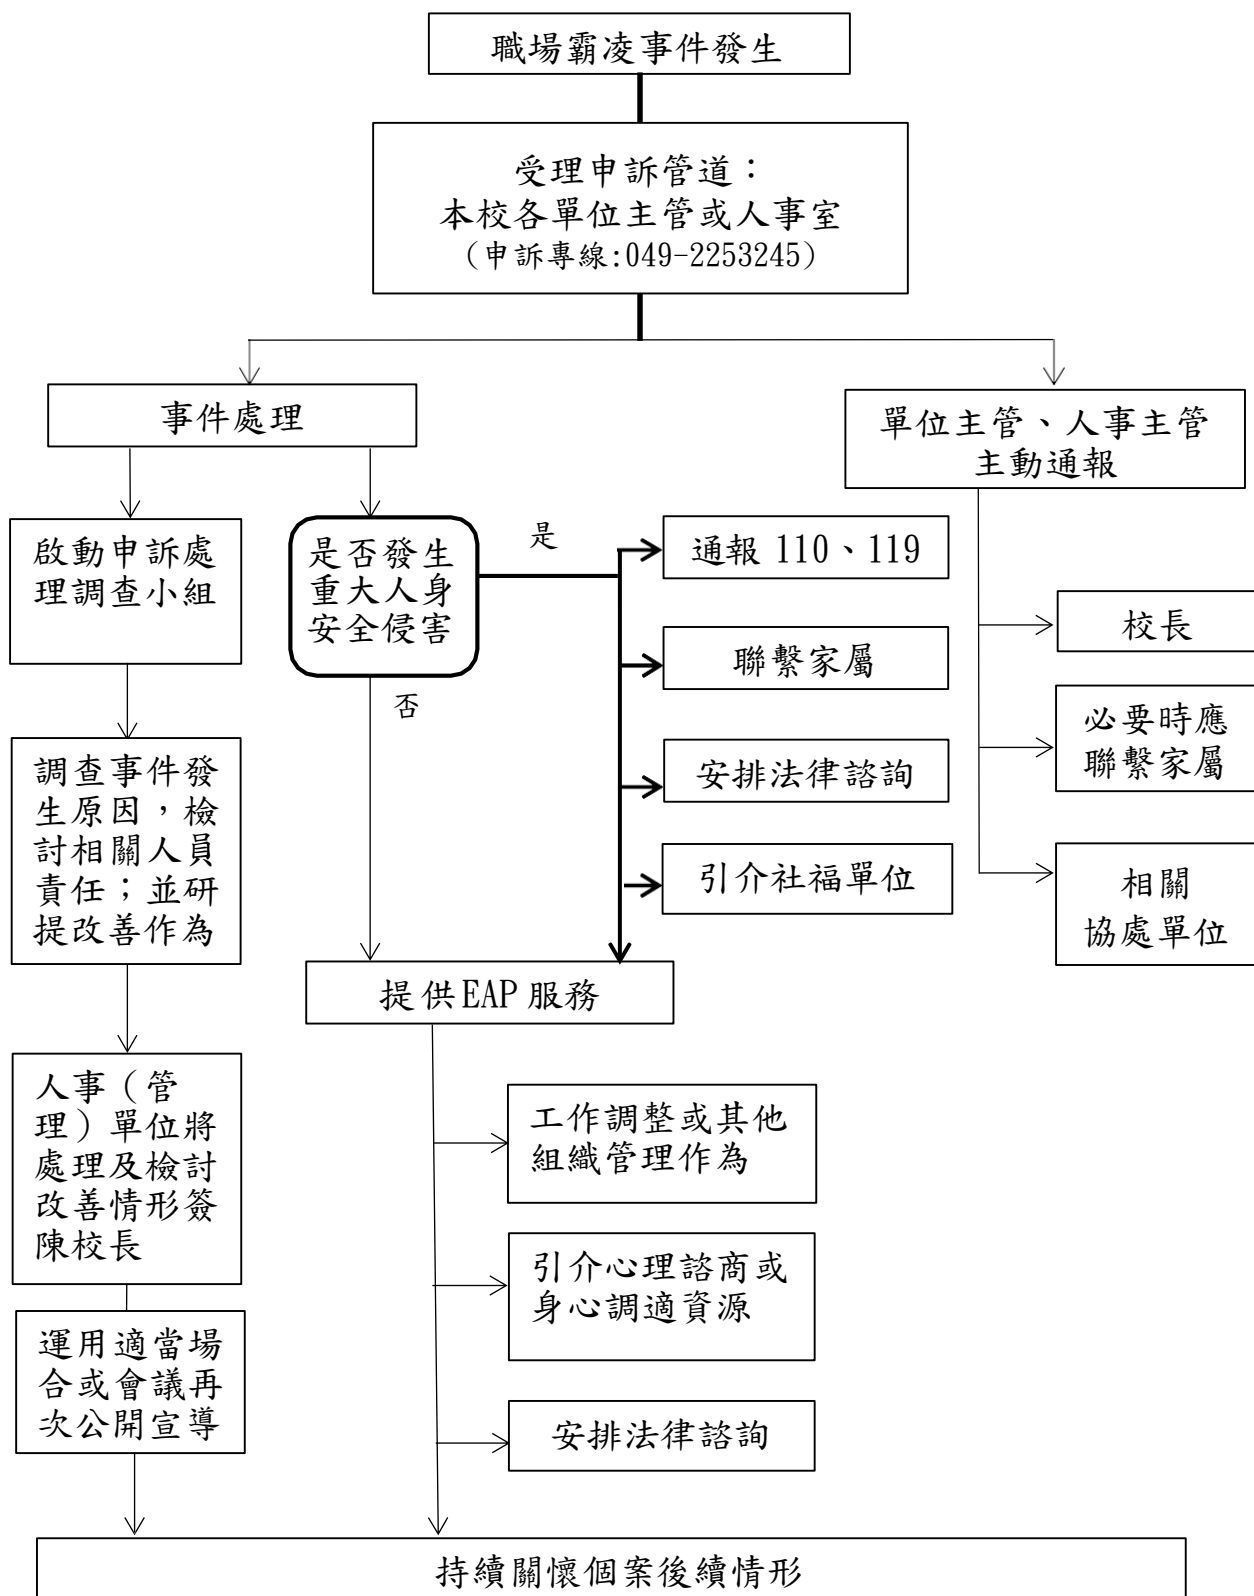 職場霸凌事件發生
受理申訴管道：
本校各單位主管或人事室
（申訴專線:049-2253245）
事件處理
單位主管、人事主管
主動通報
啟動申訴處
理調查小組
是否發生
重大人身
安全侵害
是
否
通報 110、119
聯繫家屬
安排法律諮詢
引介社福單位
校長
必要時應
聯繫家屬
相關
協處單位
調查事件發
生原因，檢
討相關人員
責任；並研
提改善作為
提供EAP 服務
人事（管
理）單位將
處理及檢討
改善情形簽
陳校長
工作調整或其他
組織管理作為
引介心理諮商或
身心調適資源
安排法律諮詢
運用適當場
合或會議再
次公開宣導
持續關懷個案後續情形